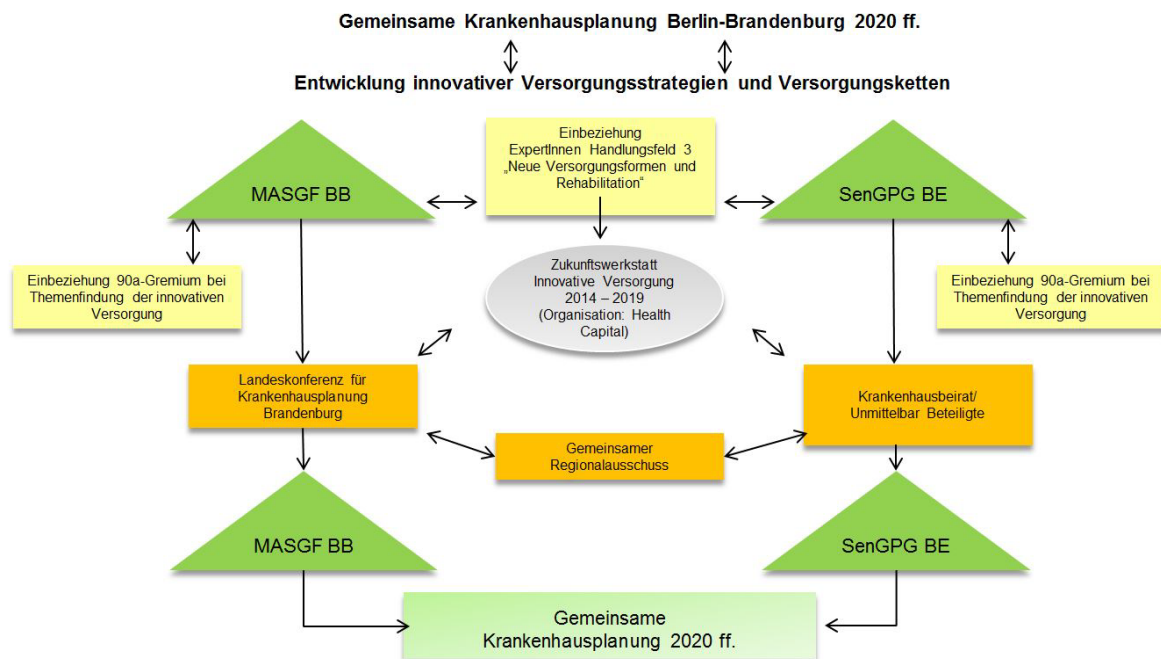 Gemeinsame Krankenhausplanung Berlin-Brandenburg 2020 ff.
Entwicklung innovativer Versorgungsstrategien und Versorgungsketten
MASGF BB
Einbeziehung
ExpertInnen Handlungsfeld 3
„Neue Versorgungsformen und
Rehabilitation“
SenGPG BE
Einbeziehung 90a-Gremium bei
Themenfindung der innovativen
Versorgung
Zukunftswerkstatt
Innovative Versorgung
2014 – 2019
(Organisation: Health
Capital)
Einbeziehung 90a-Gremium bei
Themenfindung der innovativen
Versorgung
Landeskonferenz für
Krankenhausplanung
Brandenburg
Krankenhausbeirat/
Unmittelbar Beteiligte
Gemeinsamer
Regionalausschuss
MASGF BB
SenGPG BE
Gemeinsame
Krankenhausplanung 2020 ff.